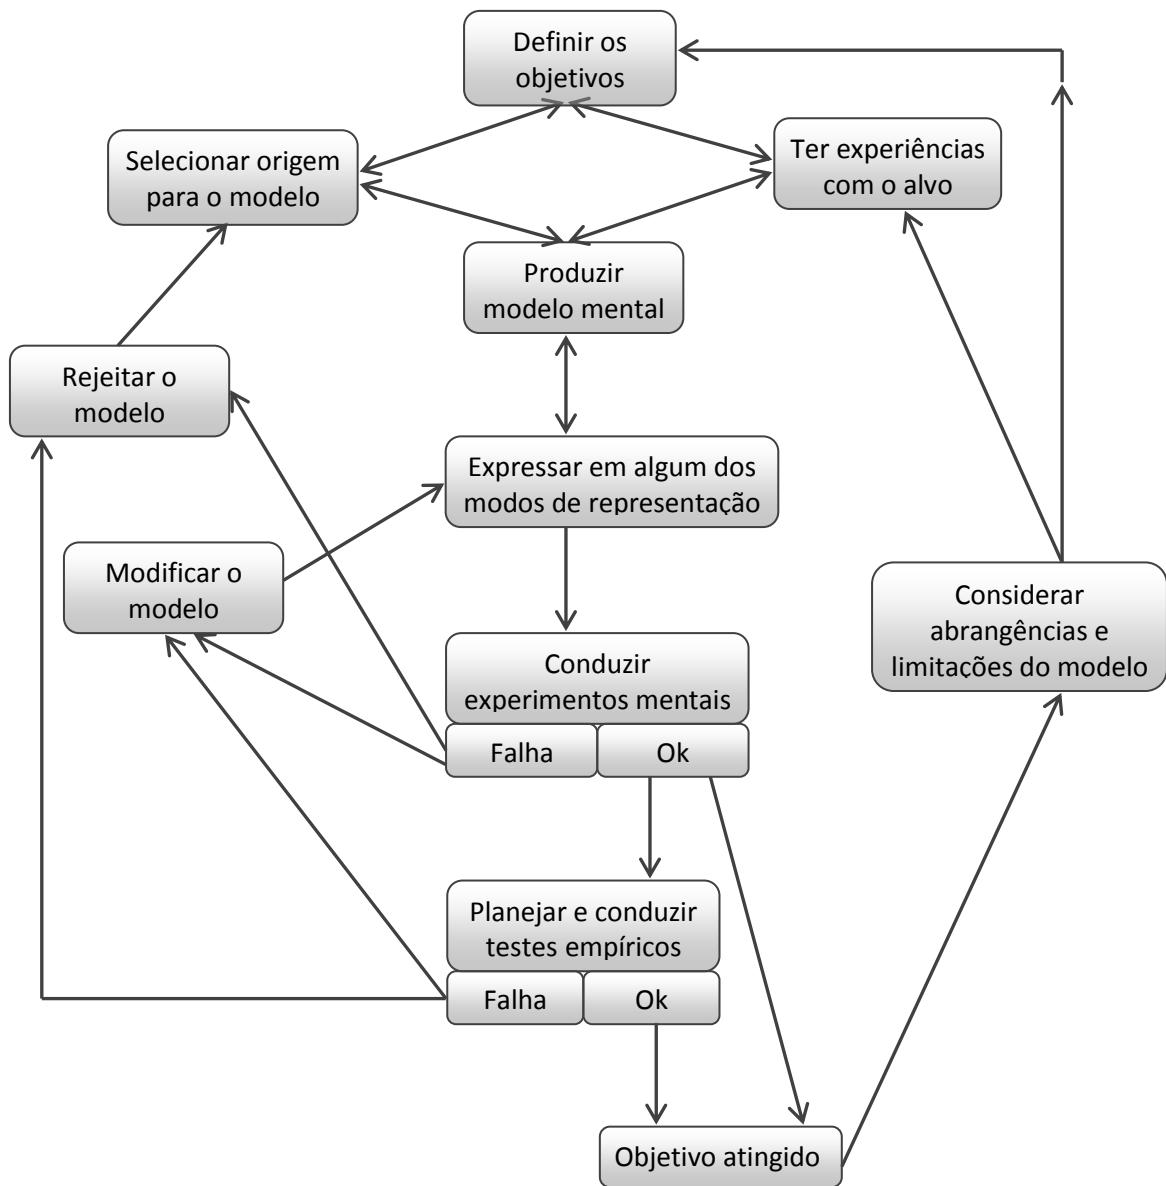 Definir os
objetivos
Selecionar origem
para o modelo
Ter experiências
com o alvo
Produzir
modelo mental
Rejeitar o
modelo
Expressar em algum dos
modos de representação
Modificar o
modelo
Considerar
abrangências e
limitações do modelo
Conduzir
experimentos mentais
Falha
Ok
Planejar e conduzir
testes empíricos
Falha
Ok
Objetivo atingido